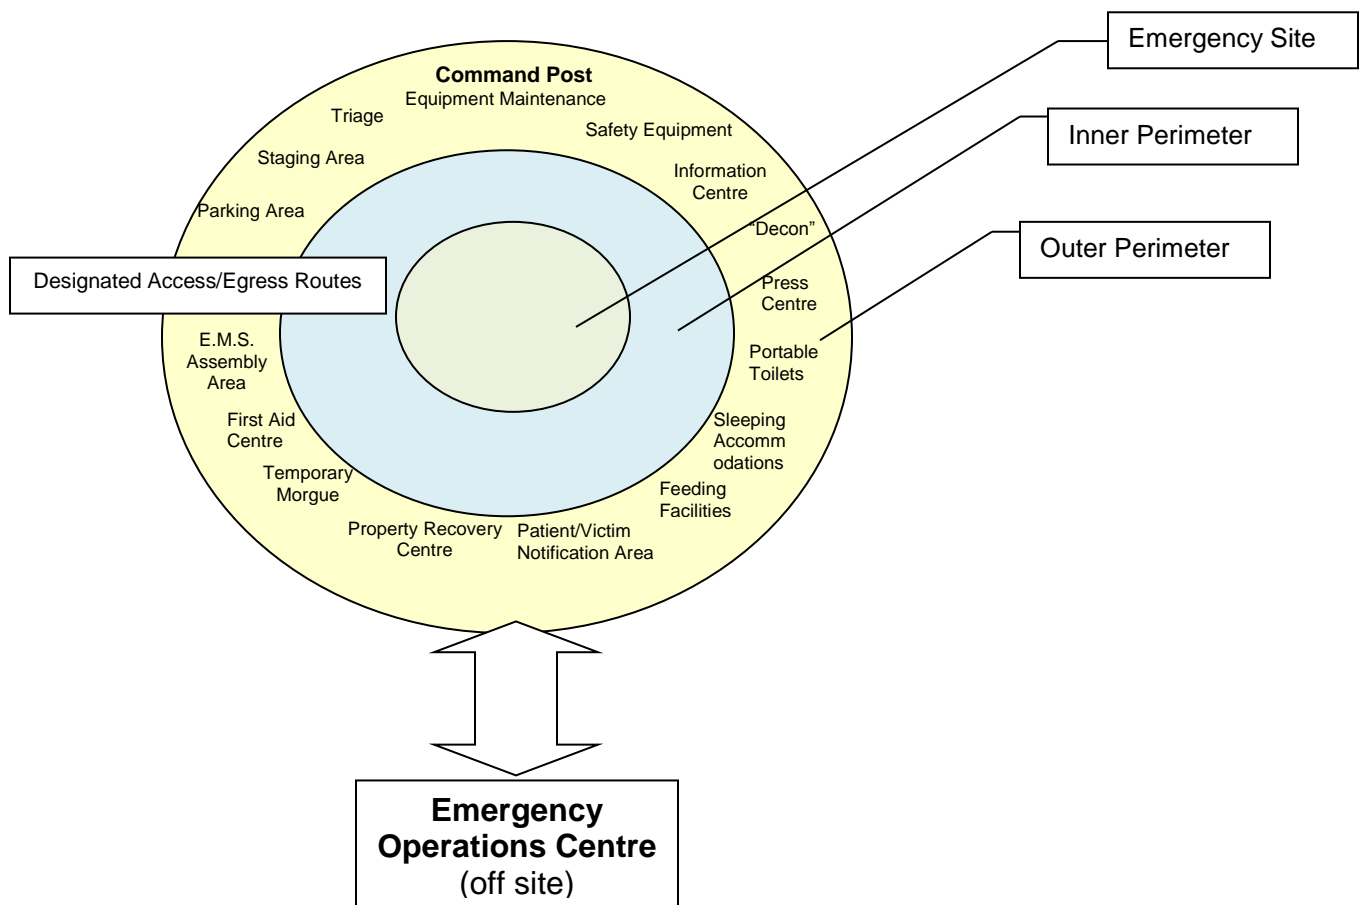 Emergency Site
Command Post
Equipment Maintenance
Triage
Safety Equipment
Inner Perimeter
Staging Area
Information
Centre
Parking Area
“Decon”
Outer Perimeter
Designated Access/Egress Routes
Press
Centre
E.M.S.
Assembly
Area
Portable
Toilets
First Aid
Centre
Sleeping
Accomm
odations
Temporary
Morgue
Feeding
Facilities
Property Recovery
Centre
Patient/Victim
Notification Area
Emergency
Operations Centre
(off site)